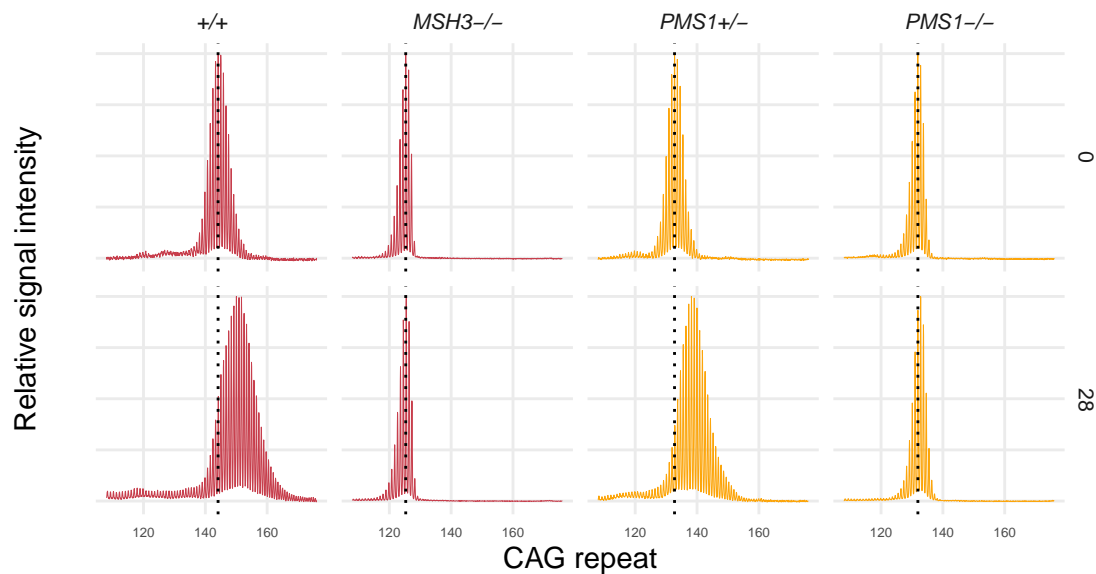 +/+ MSH3−/− PMS1+/− PMS1−/−
Relative signal intensity
0
28
120 140 160 120 140 160 120 140 160 120 140 160
CAG repeat